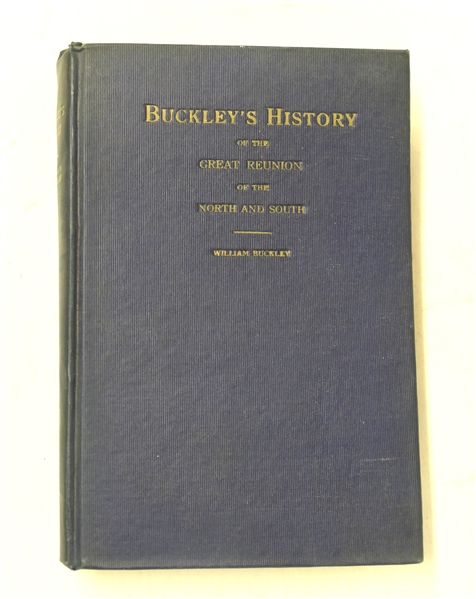 BUCKLEY'S HISTORY
OF THE
GREAT REUNION
OF THE
NORTH AND SOUTH
WILLIAM BUCKLEY